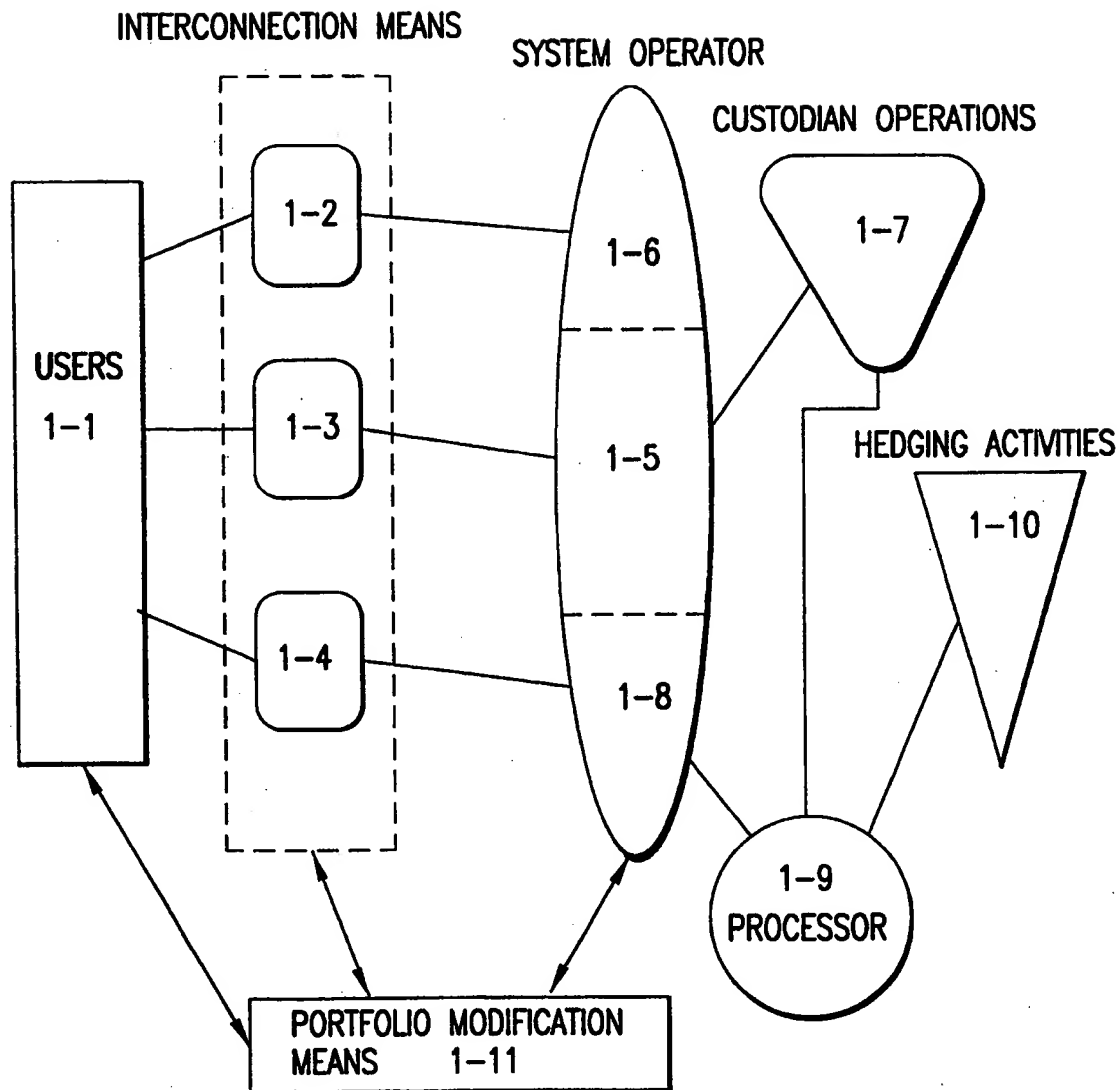 INTERCONNECTION MEANS
SYSTEM OPERATOR
CUSTODIAN OPERATIONS
1-2
1-6
1-7
USERS
1-1
1-3
1-5
HEDGING ACTIVITIES
1-10
1-4
1-8
1-9
PROCESSOR
PORTFOLIO MODIFICATION
MEANS 1-11